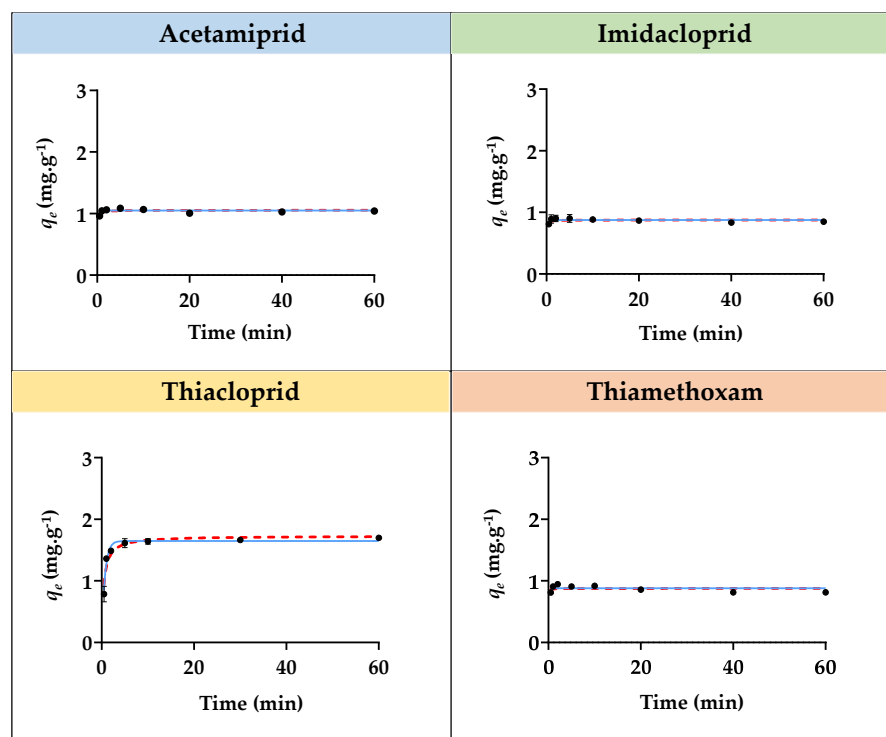 Acetamiprid
3
2
1
0
qe (mg.g-1)
0 20 40 60
Time (min)
Imidacloprid
3
2
1
0
qe (mg.g-1)
0 20 40 60
Time (min)
Thiacloprid
3
2
1
0
qe (mg.g-1)
0 20 40 60
Time (min)
Thiamethoxam
3
2
1
0
qe (mg.g-1)
0 20 40 60
Time (min)